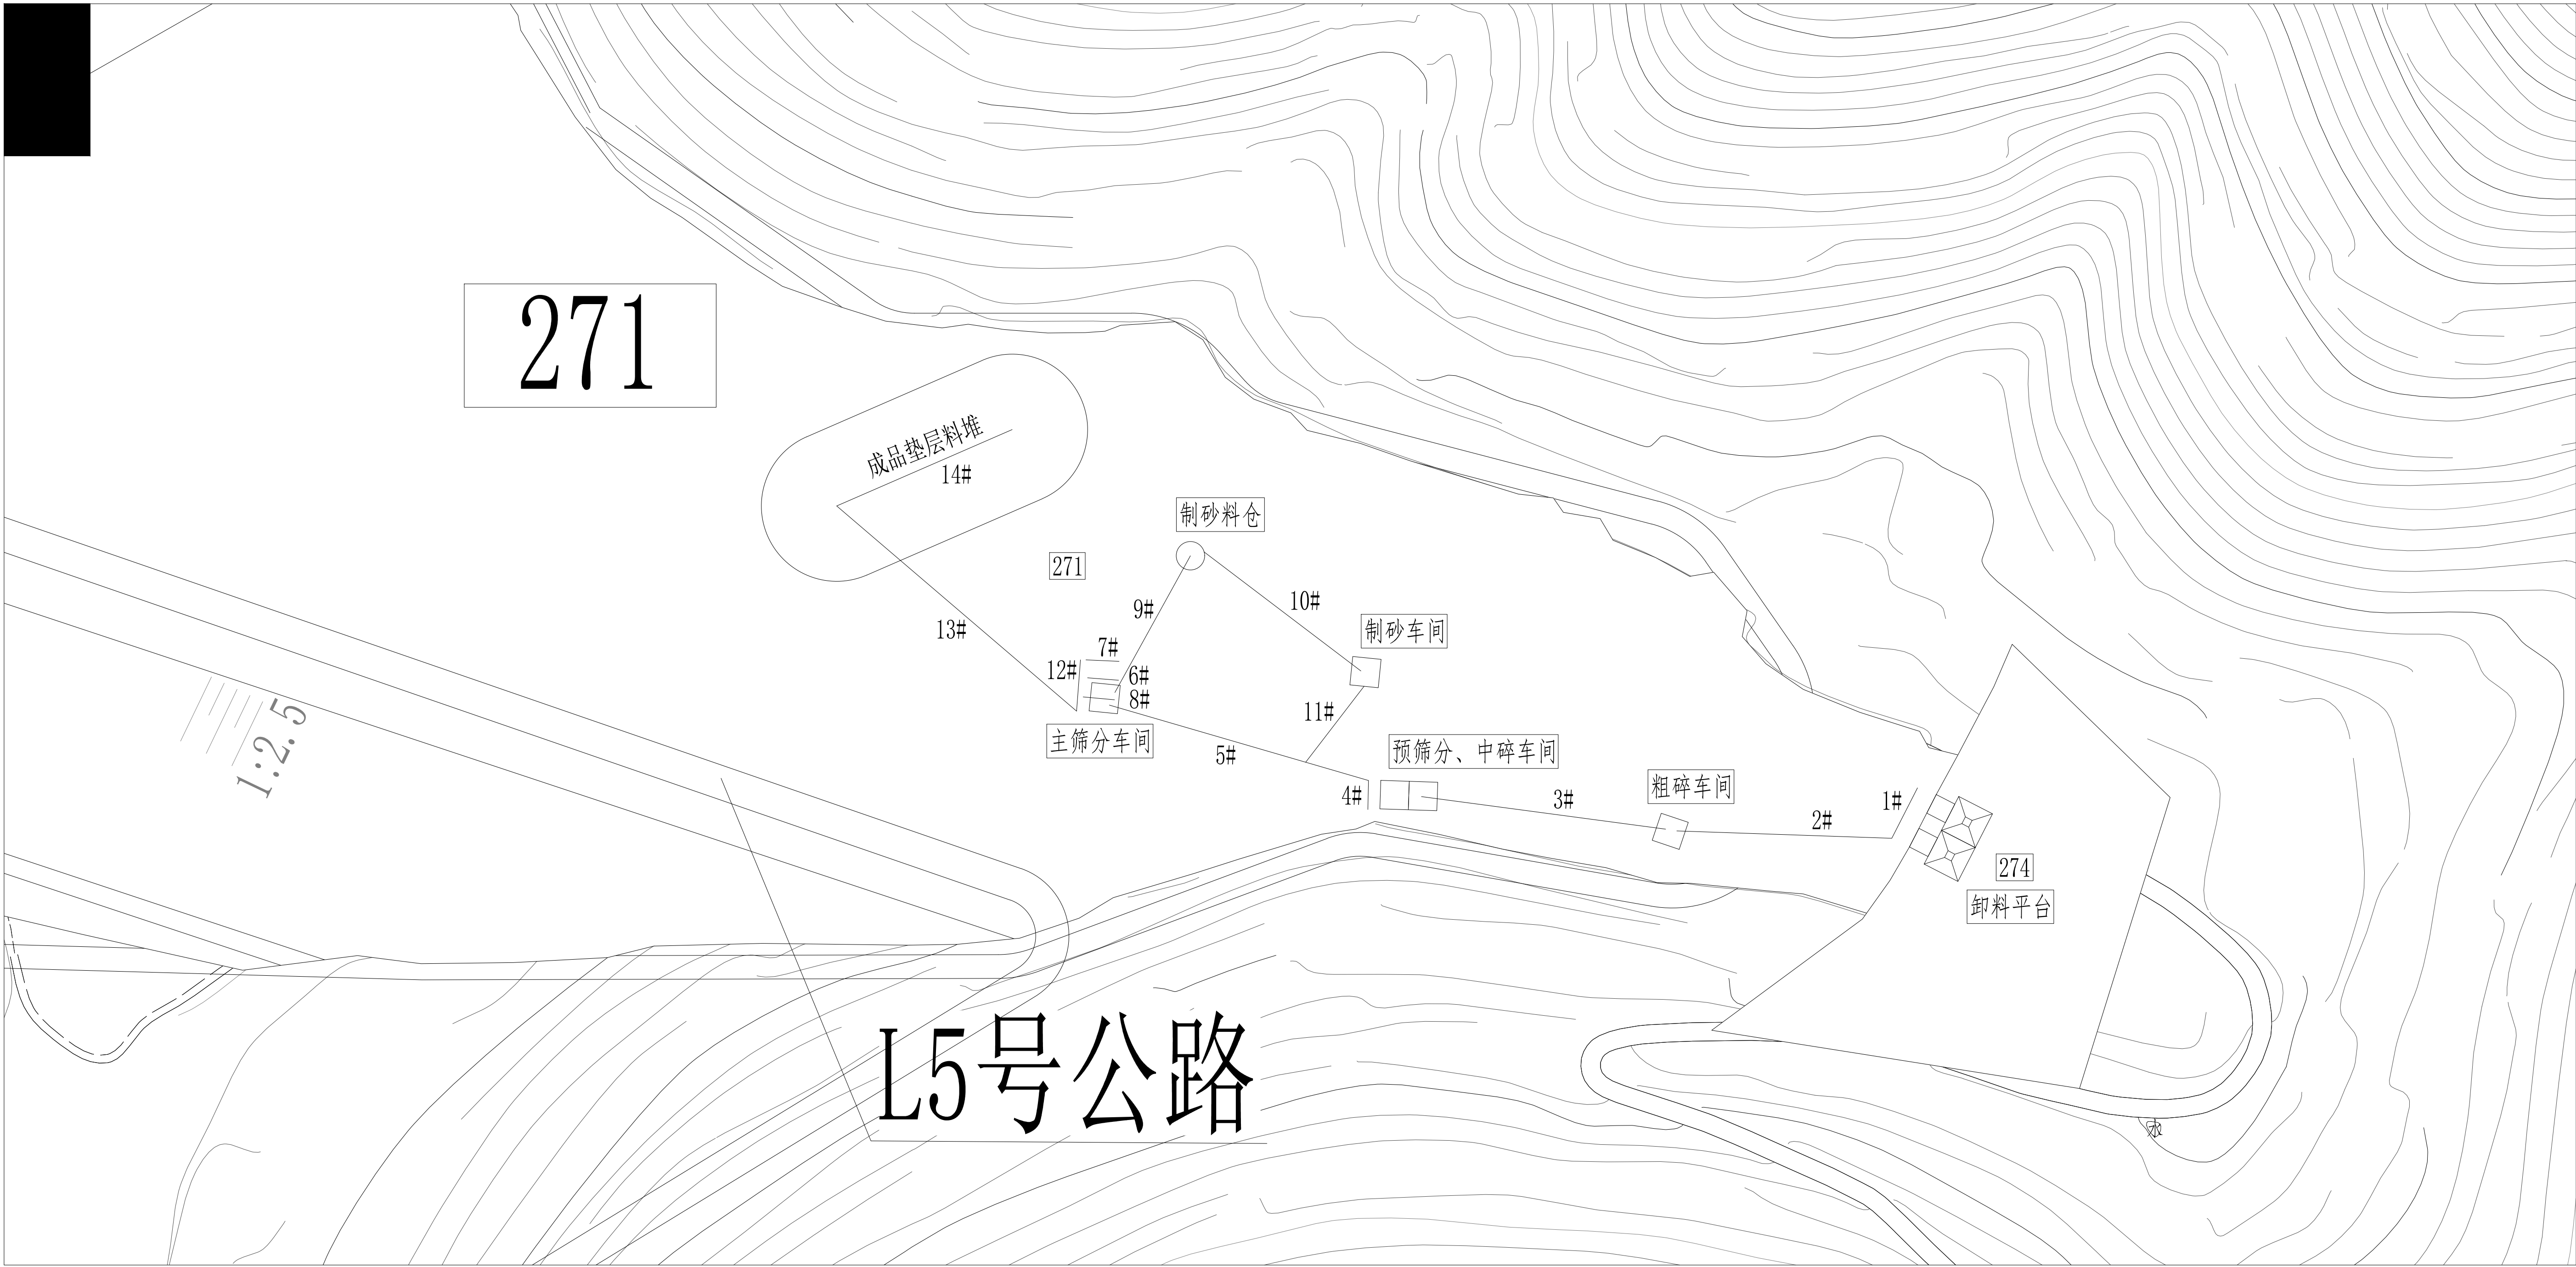 271
成品垫层料堆
14#
制砂料仓
271
9#
10#
13#
制砂车间
7#
12#
6#
8#
11#
主筛分车间
5#
预筛分、中碎车间
4#
3#
粗碎车间
2#
1#
274
卸料平台
1:2.5
L5号公路
水